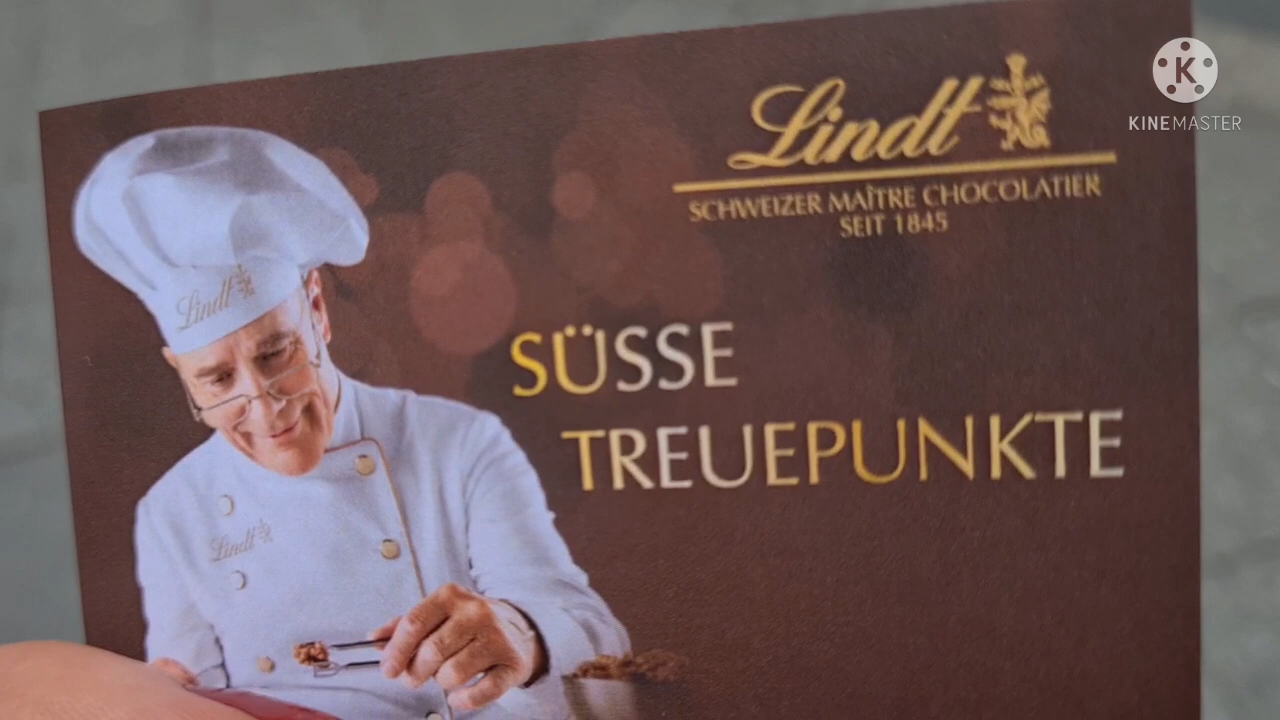 Lindt
SCHWEIZER MAÎTRE CHOCOLATIER
SEIT 1845
K
KINEMASTER
Lindt
SÜSSE
TREUEPUNKTE
Lindt